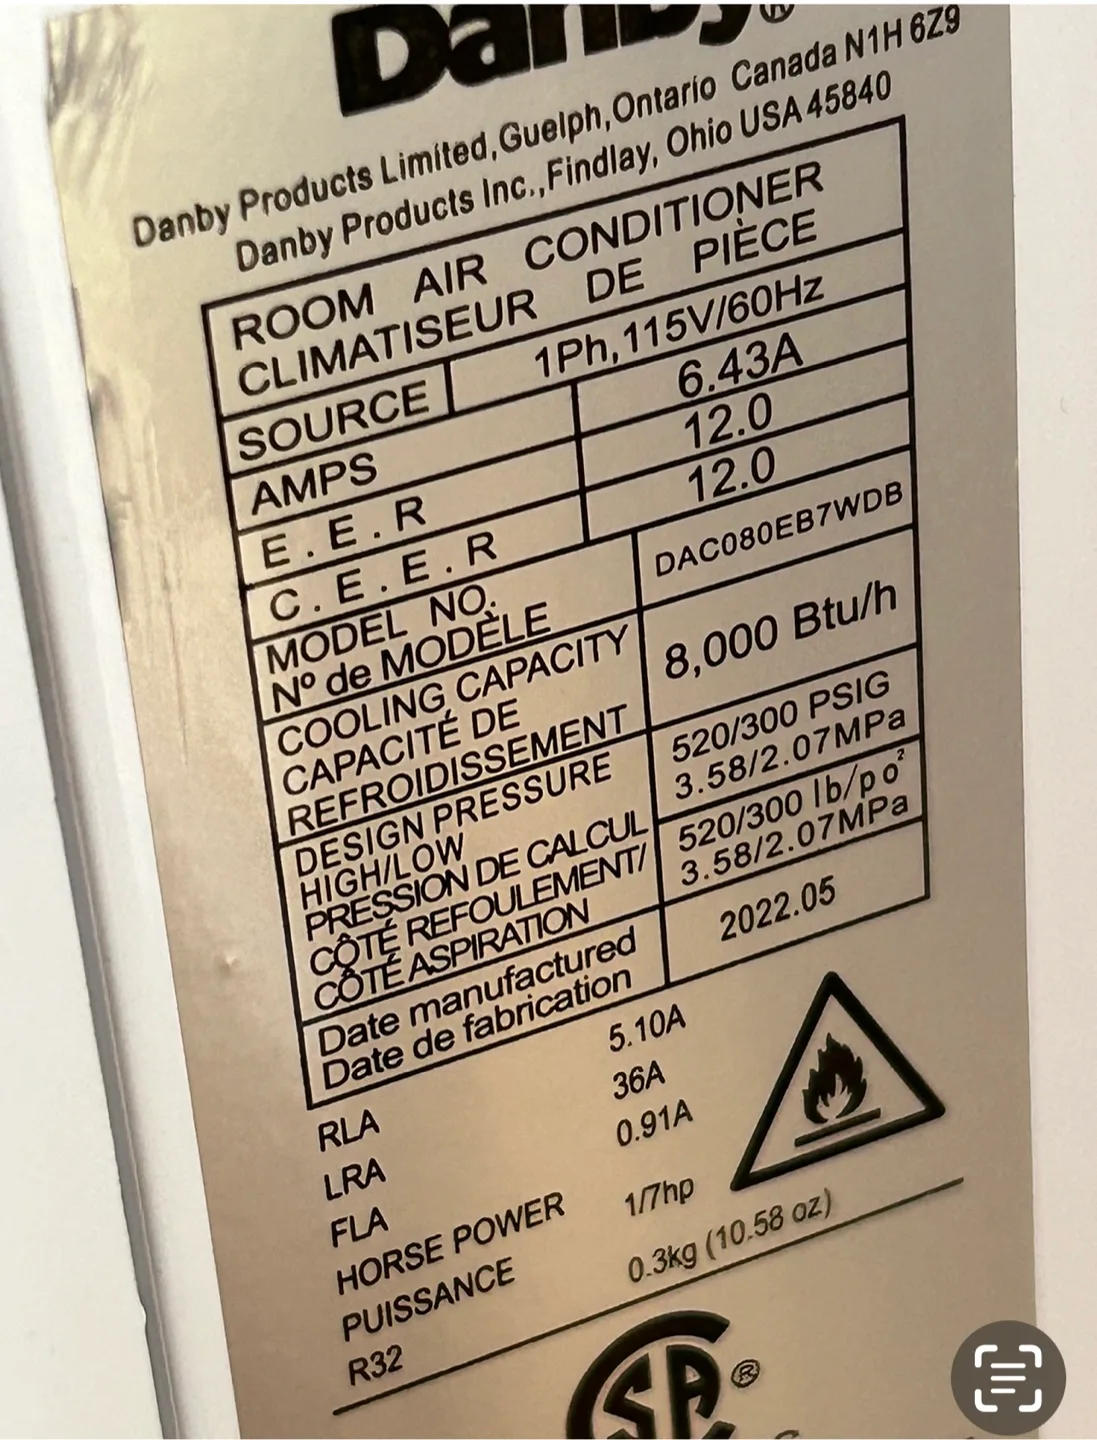 Danby®
Danby Products Limited,Guelph,Ontario Canada N1H 6Z9
Danby Products Inc.,Findlay, Ohio USA 45840
ROOM AIR CONDITIONER
CLIMATISEUR DE PIÈCE
SOURCE 1Ph,115V/60Hz
AMPS 6.43A
E.E.R 12.0
C.E.E.R 12.0
MODEL NO.
N° de MODÈLE DAC080EB7WDB
COOLING CAPACITY
CAPACITÉ DE
REFROIDISSEMENT 8,000 Btu/h
DESIGN PRESSURE
HIGH/LOW
PRESSION DE CALCUL
CÔTÉ REFOULEMENT/
CÔTÉ ASPIRATION
520/300 PSIG
3.58/2.07MPa
520/300 lb/po²
3.58/2.07MPa
Date manufactured
Date de fabrication 2022.05
RLA 5.10A
LRA 36A
FLA 0.91A
HORSE POWER
PUISSANCE 1/7hp
R32 0.3kg (10.58 oz)
SA®